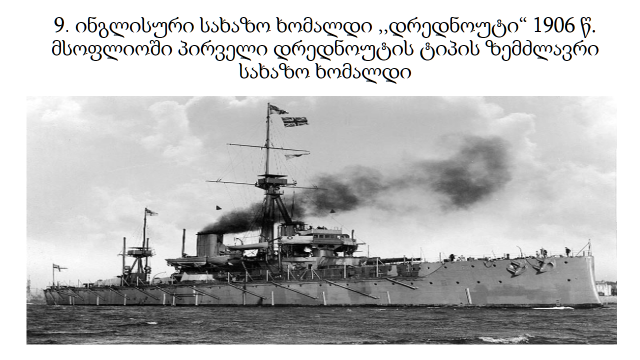 9. ინგლისური სახაზო ხომალდი ,,დრედნოუტი“ 1906 წ.
მსოფლიოში პირველი დრედნოუტის ტიპის ზემძლავრი
სახაზო ხომალდი